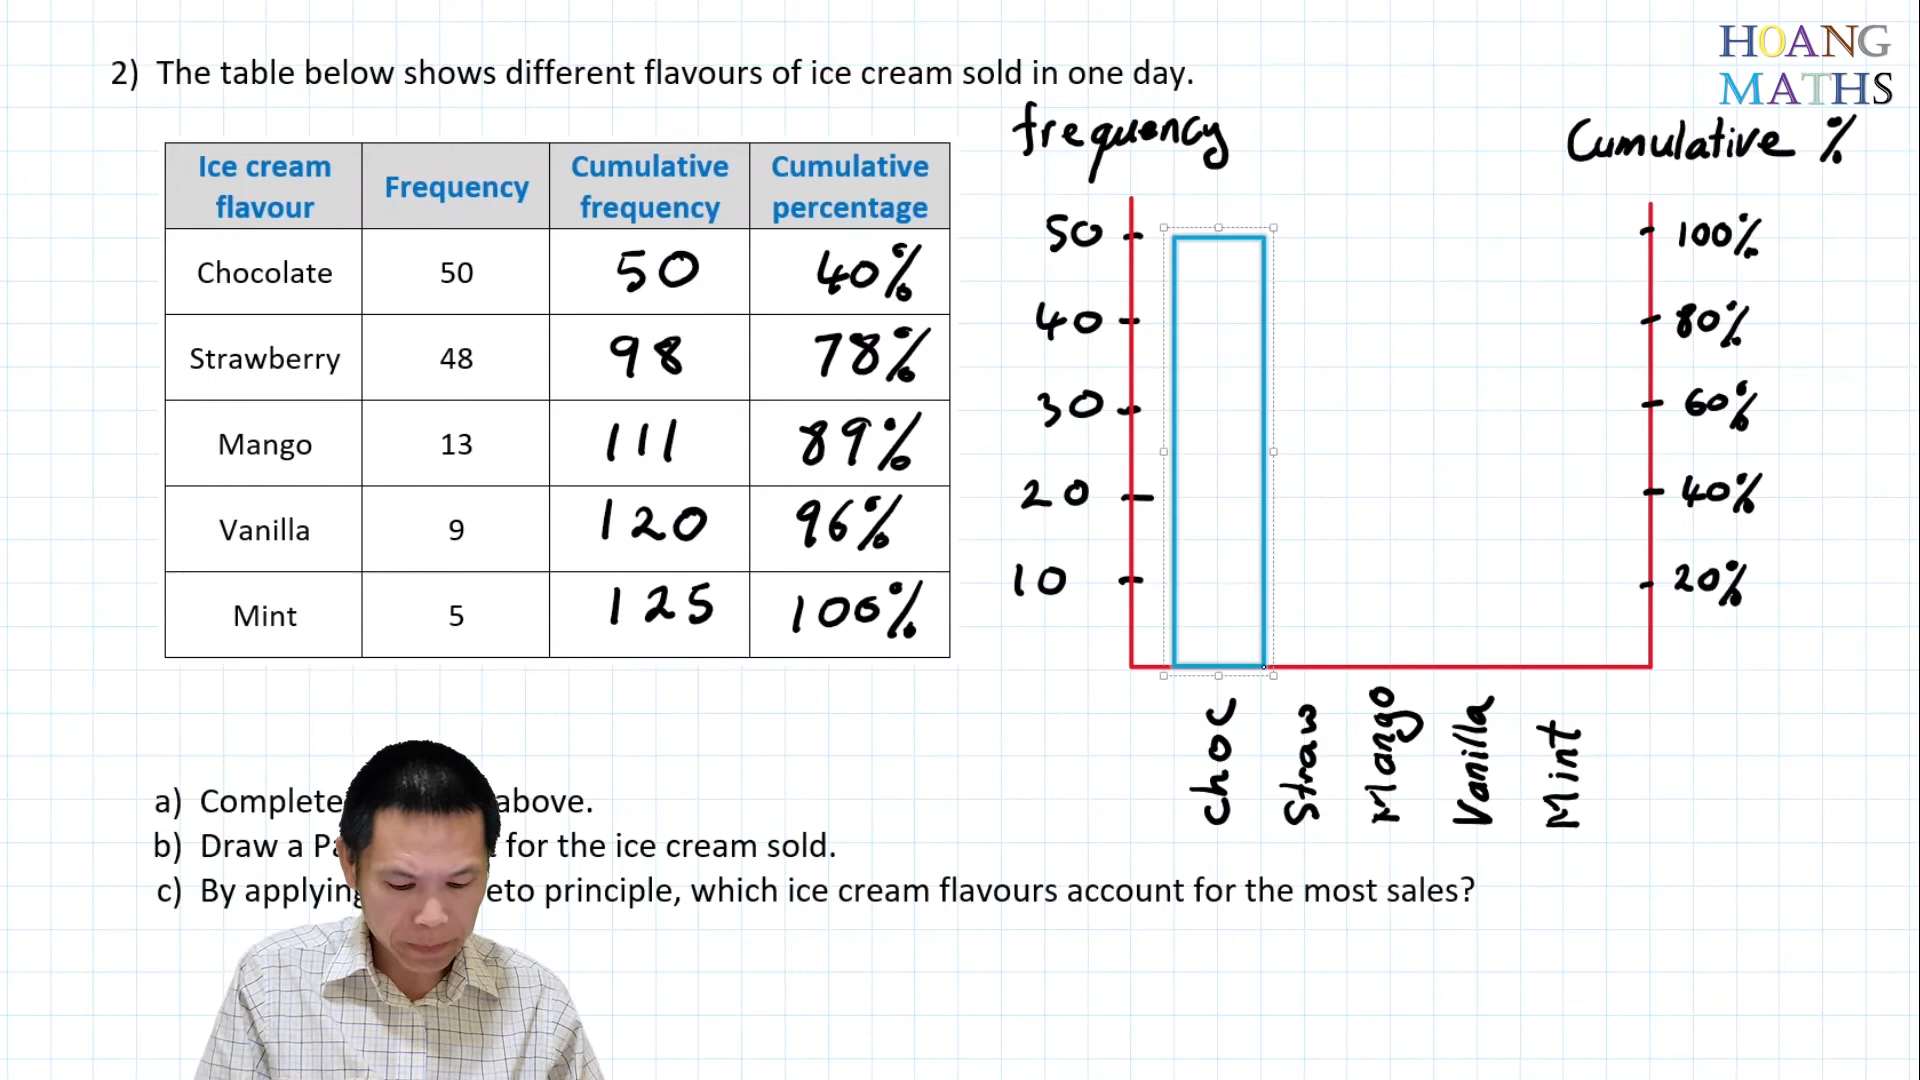 HOANG
MATHS
2) The table below shows different flavours of ice cream sold in one day.
Ice cream flavour Frequency Cumulative frequency Cumulative percentage
Chocolate 50 50 40%
Strawberry 48 98 78%
Mango 13 111 89%
Vanilla 9 120 96%
Mint 5 125 100%
frequency
50
40
30
20
10
Cumulative %
100%
80%
60%
40%
20%
choc
Straw
Mango
Vanilla
Mint
a) Complete above.
b) Draw a for the ice cream sold.
c) By principle, which ice cream flavours account for the most sales?